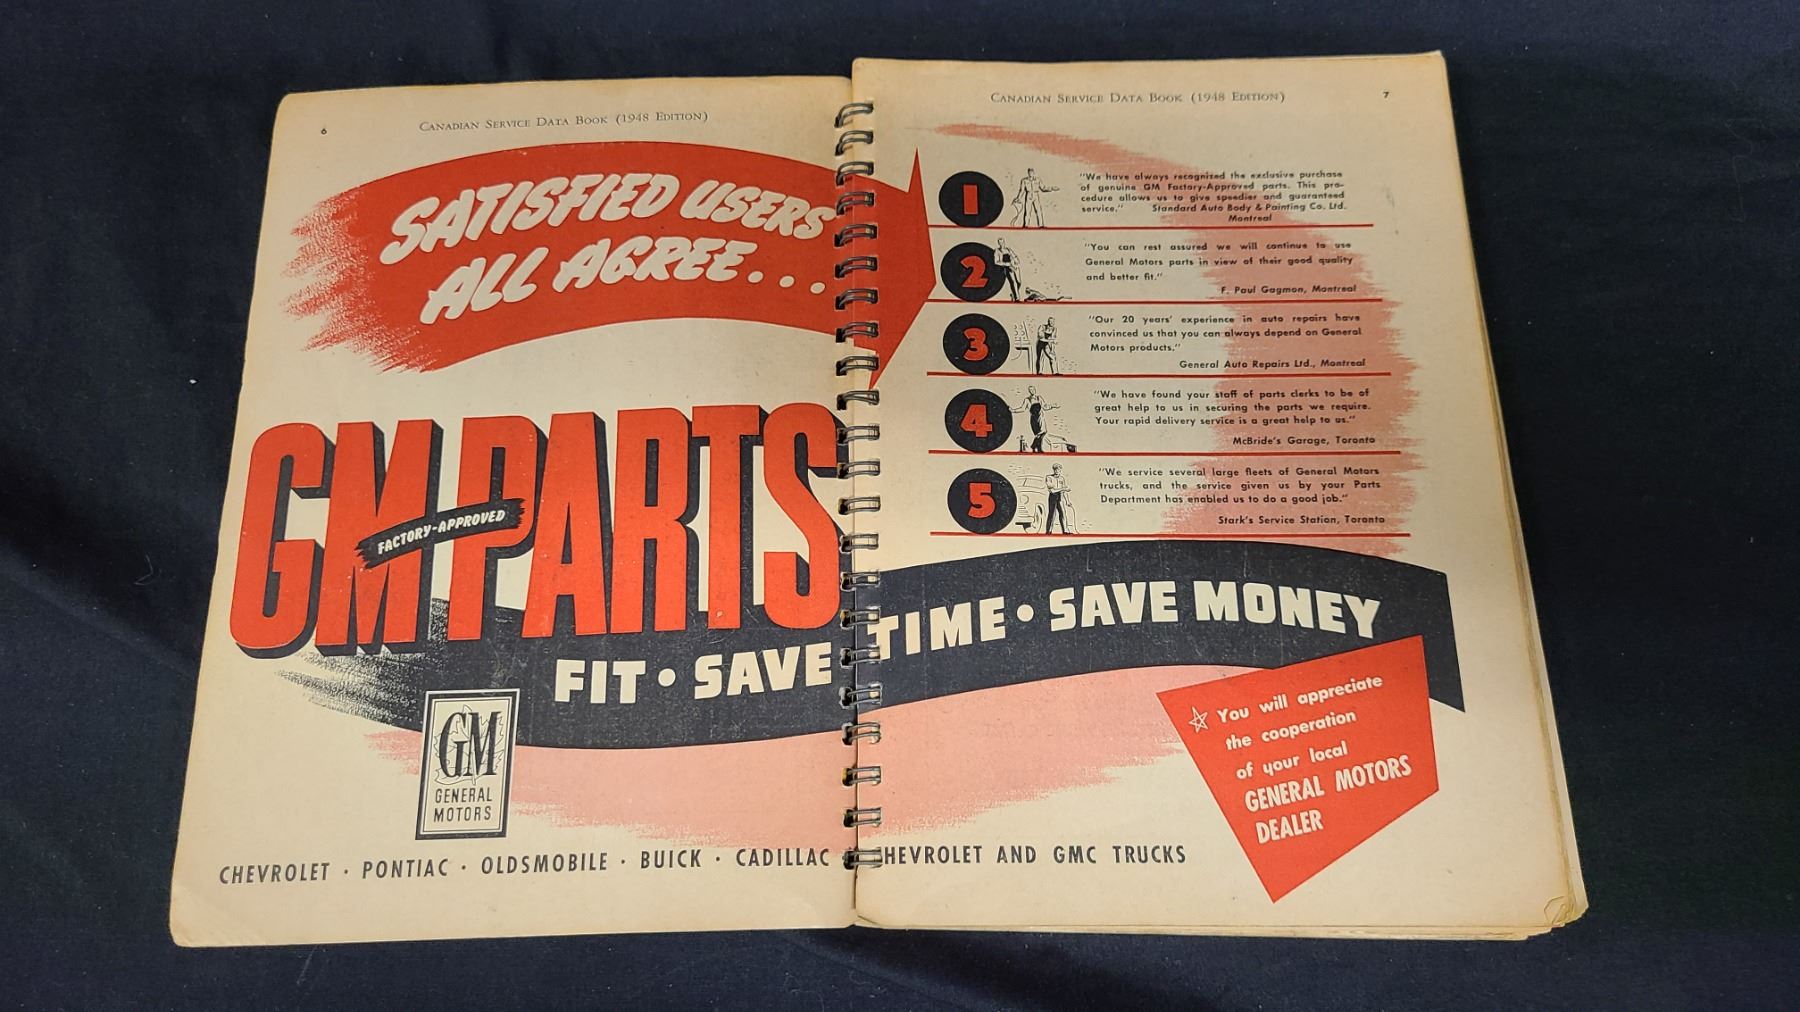 6
CANADIAN SERVICE DATA BOOK (1948 EDITION)
SATISFIED USERS
ALL AGREE...
GM PARTS
FACTORY-APPROVED
FIT • SAVE
GM
GENERAL
MOTORS
CHEVROLET · PONTIAC · OLDSMOBILE · BUICK · CADILLAC
CANADIAN SERVICE DATA BOOK (1948 EDITION)
7
1
"We have always recognized the exclusive purchase
of genuine GM Factory-Approved parts. This pro-
cedure allows us to give speedier and guaranteed
service." Standard Auto Body & Painting Co. Ltd.
Montreal
2
"You can rest assured we will continue to use
General Motors parts in view of their good quality
and better fit."
F. Paul Gagmon, Montreal
3
"Our 20 years' experience in auto repairs have
convinced us that you can always depend on General
Motors products."
General Auto Repairs Ltd., Montreal
4
"We have found your staff of parts clerks to be of
great help to us in securing the parts we require.
Your rapid delivery service is a great help to us."
McBride's Garage, Toronto
5
"We service several large fleets of General Motors
trucks, and the service given us by your Parts
Department has enabled us to do a good job."
Stark's Service Station, Toronto
TIME • SAVE MONEY
You will appreciate
the cooperation
of your local
GENERAL MOTORS
DEALER
CHEVROLET AND GMC TRUCKS